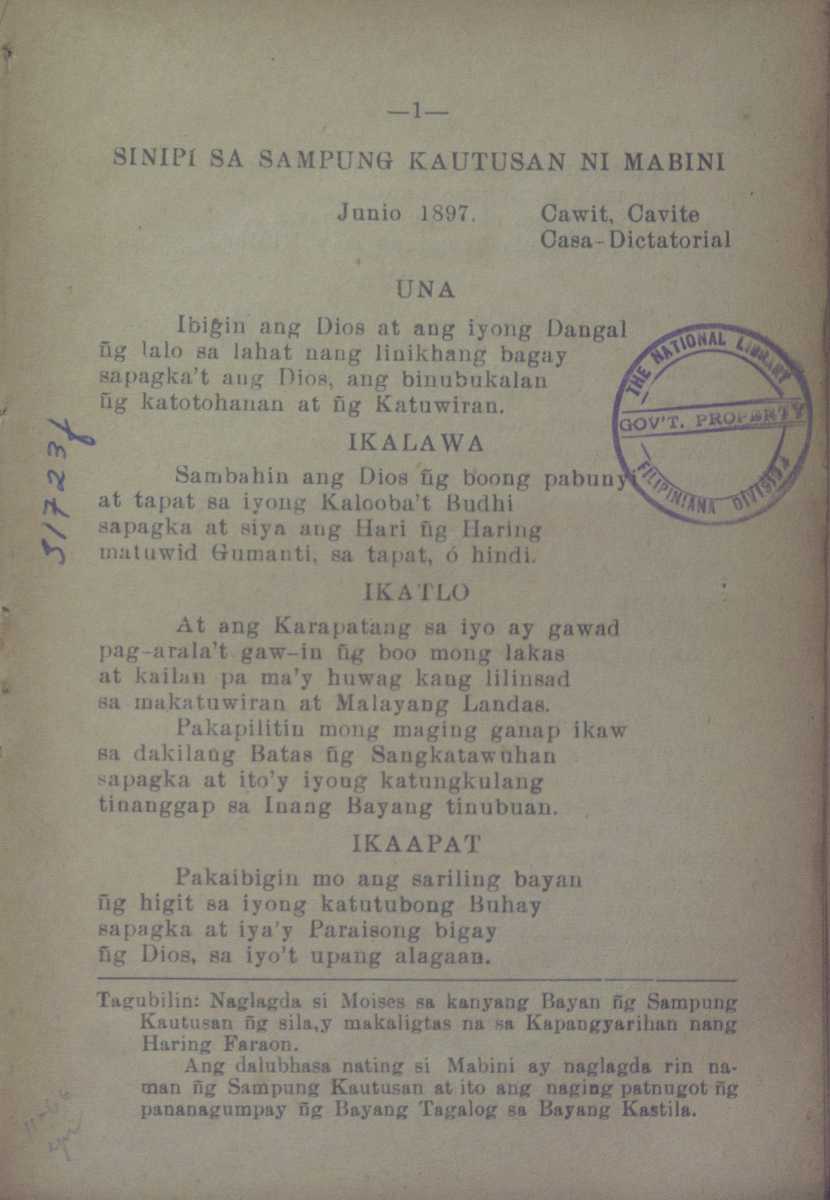 —1—
SINIPI SA SAMPUNG KAUTUSAN NI MABINI
Junio 1897. Cawit, Cavite
Casa-Dictatorial
UNA
Ibig̃in ang Dios at ang iyong Dangal
ñg lalo sa lahat nang linikhang bagay
sapagka't ang Dios, ang binubukalan
ñg katotohanan at ñg Katuwiran.
IKALAWA
Sambahin ang Dios ñg boong pabunyi
at tapat sa iyong Kalooba't Budhi
sapagka at siya ang Hari ñg Haring
matuwid Gumanti, sa tapat, ó hindi.
IKATLO
At ang Karapatang sa iyo ay gawad
pag-arala't gaw-in ñg boo mong lakas
at kailan pa ma'y huwag kang lilinsad
sa makatuwiran at Malayang Landas.
Pakapilitin mong maging ganap ikaw
sa dakilang Batas ñg Sangkatawuhan
sapagka at ito'y iyong katungkulang
tinanggap sa Inang Bayang tinubuan.
IKAAPAT
Pakaibigin mo ang sariling bayan
ñg higit sa iyong katutubong Buhay
sapagka at iya'y Paraisong bigay
ñg Dios, sa iyo't upang alagaan.
Tagubilin: Naglagda si Moises sa kanyang Bayan ñg Sampung
Kautusan ñg sila,y makaligtas na sa Kapangyarihan nang
Haring Faraon.
Ang dalubhasa nating si Mabini ay naglagda rin na-
man ñg Sampung Kautusan at ito ang naging patnugot ñg
pananagumpay ñg Bayang Tagalog sa Bayang Kastila.
THE NATIONAL LIBRARY
GOV'T. PROPERTY
FILIPINIANA DIVISION
51723f